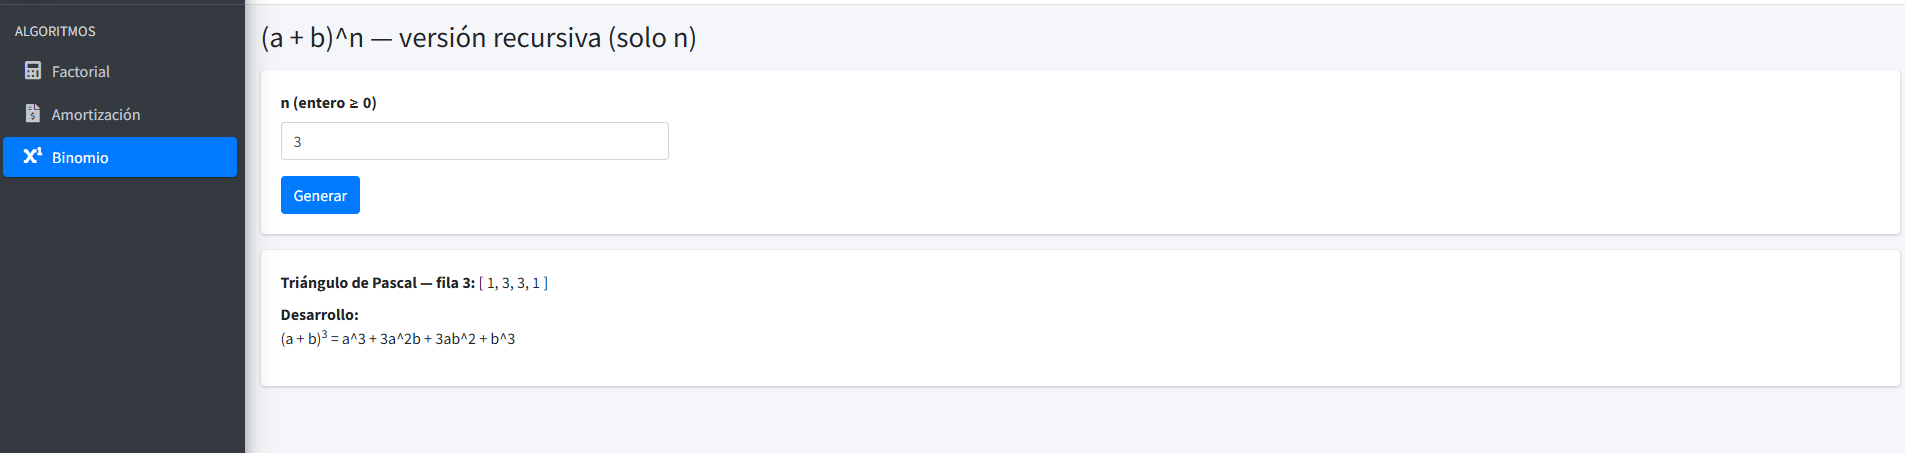 ALGORITMOS
Factorial
Amortización
Binomio
(a + b)^n — versión recursiva (solo n)
n (entero ≥ 0)
3
Generar
Triángulo de Pascal — fila 3: [ 1, 3, 3, 1 ]
Desarrollo:
(a + b)³ = a^3 + 3a^2b + 3ab^2 + b^3